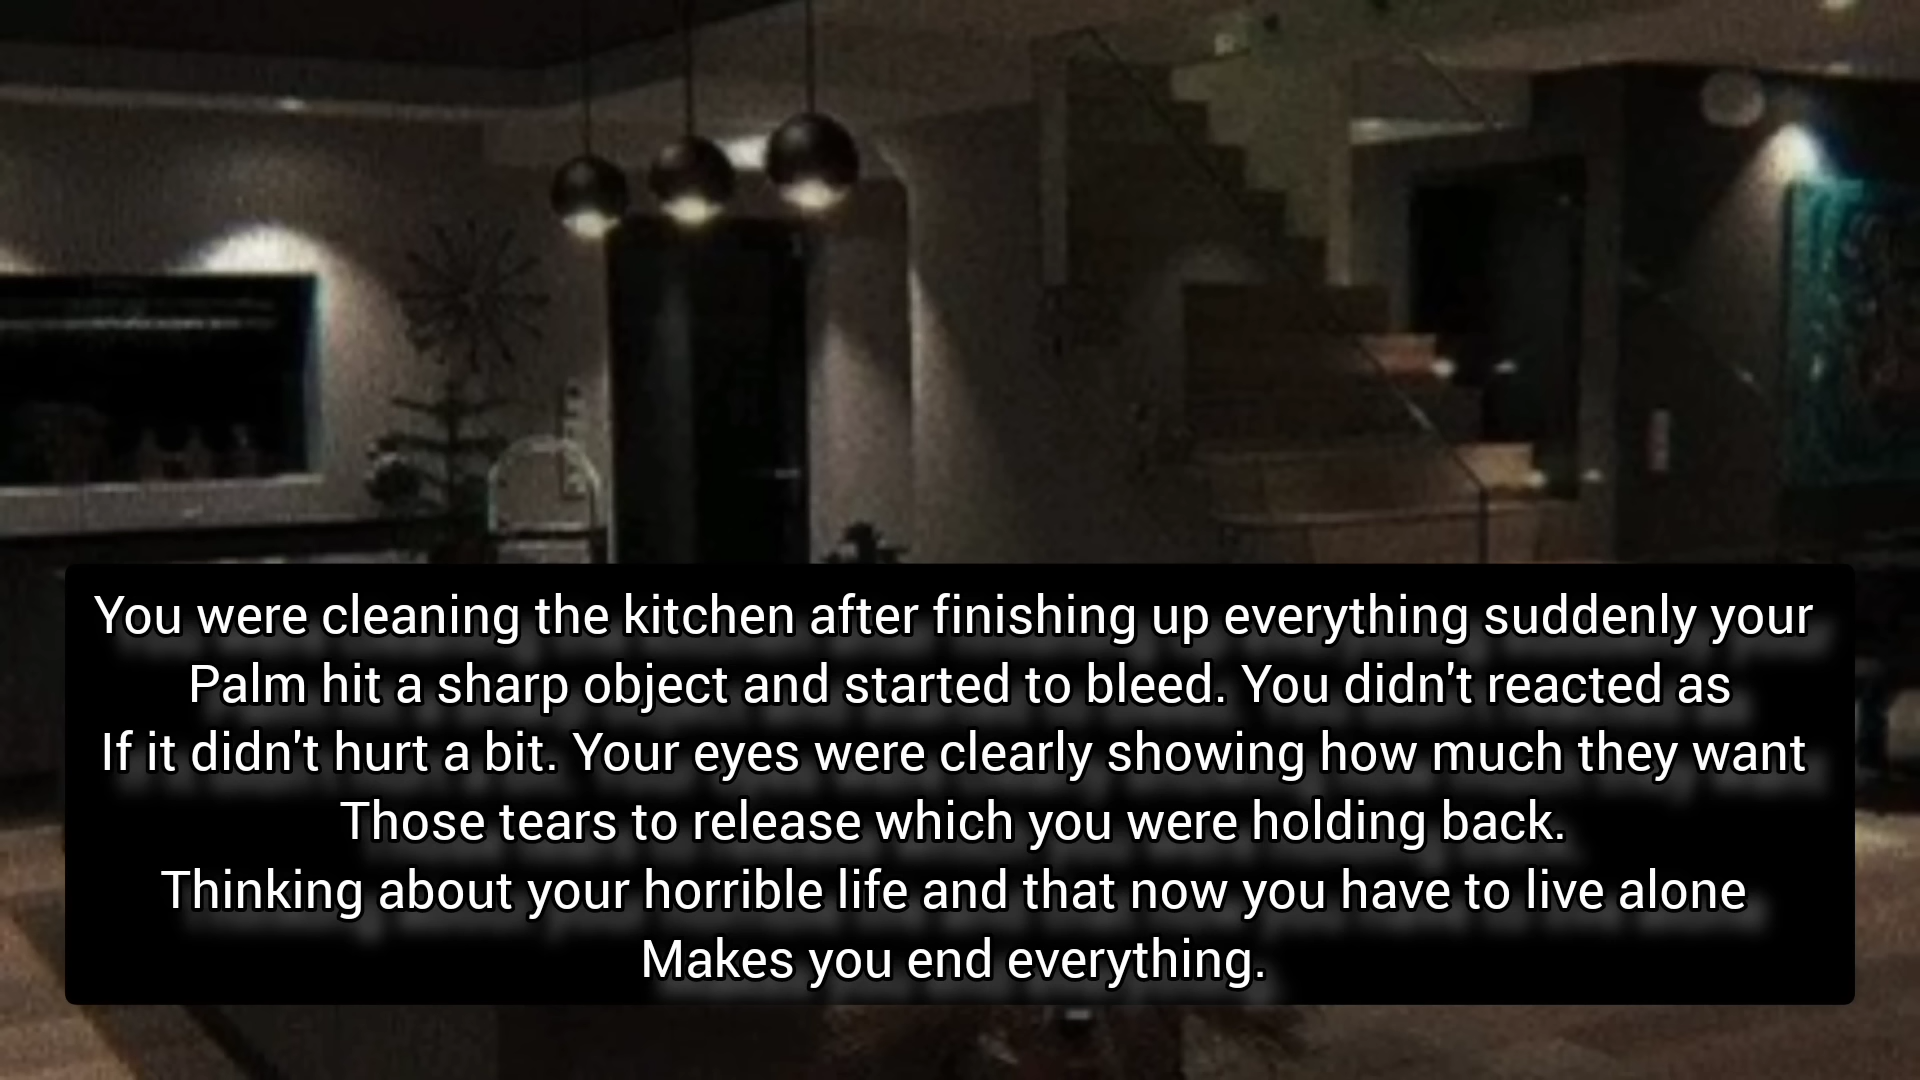 You were cleaning the kitchen after finishing up everything suddenly your
Palm hit a sharp object and started to bleed. You didn't reacted as
If it didn't hurt a bit. Your eyes were clearly showing how much they want
Those tears to release which you were holding back.
Thinking about your horrible life and that now you have to live alone
Makes you end everything.